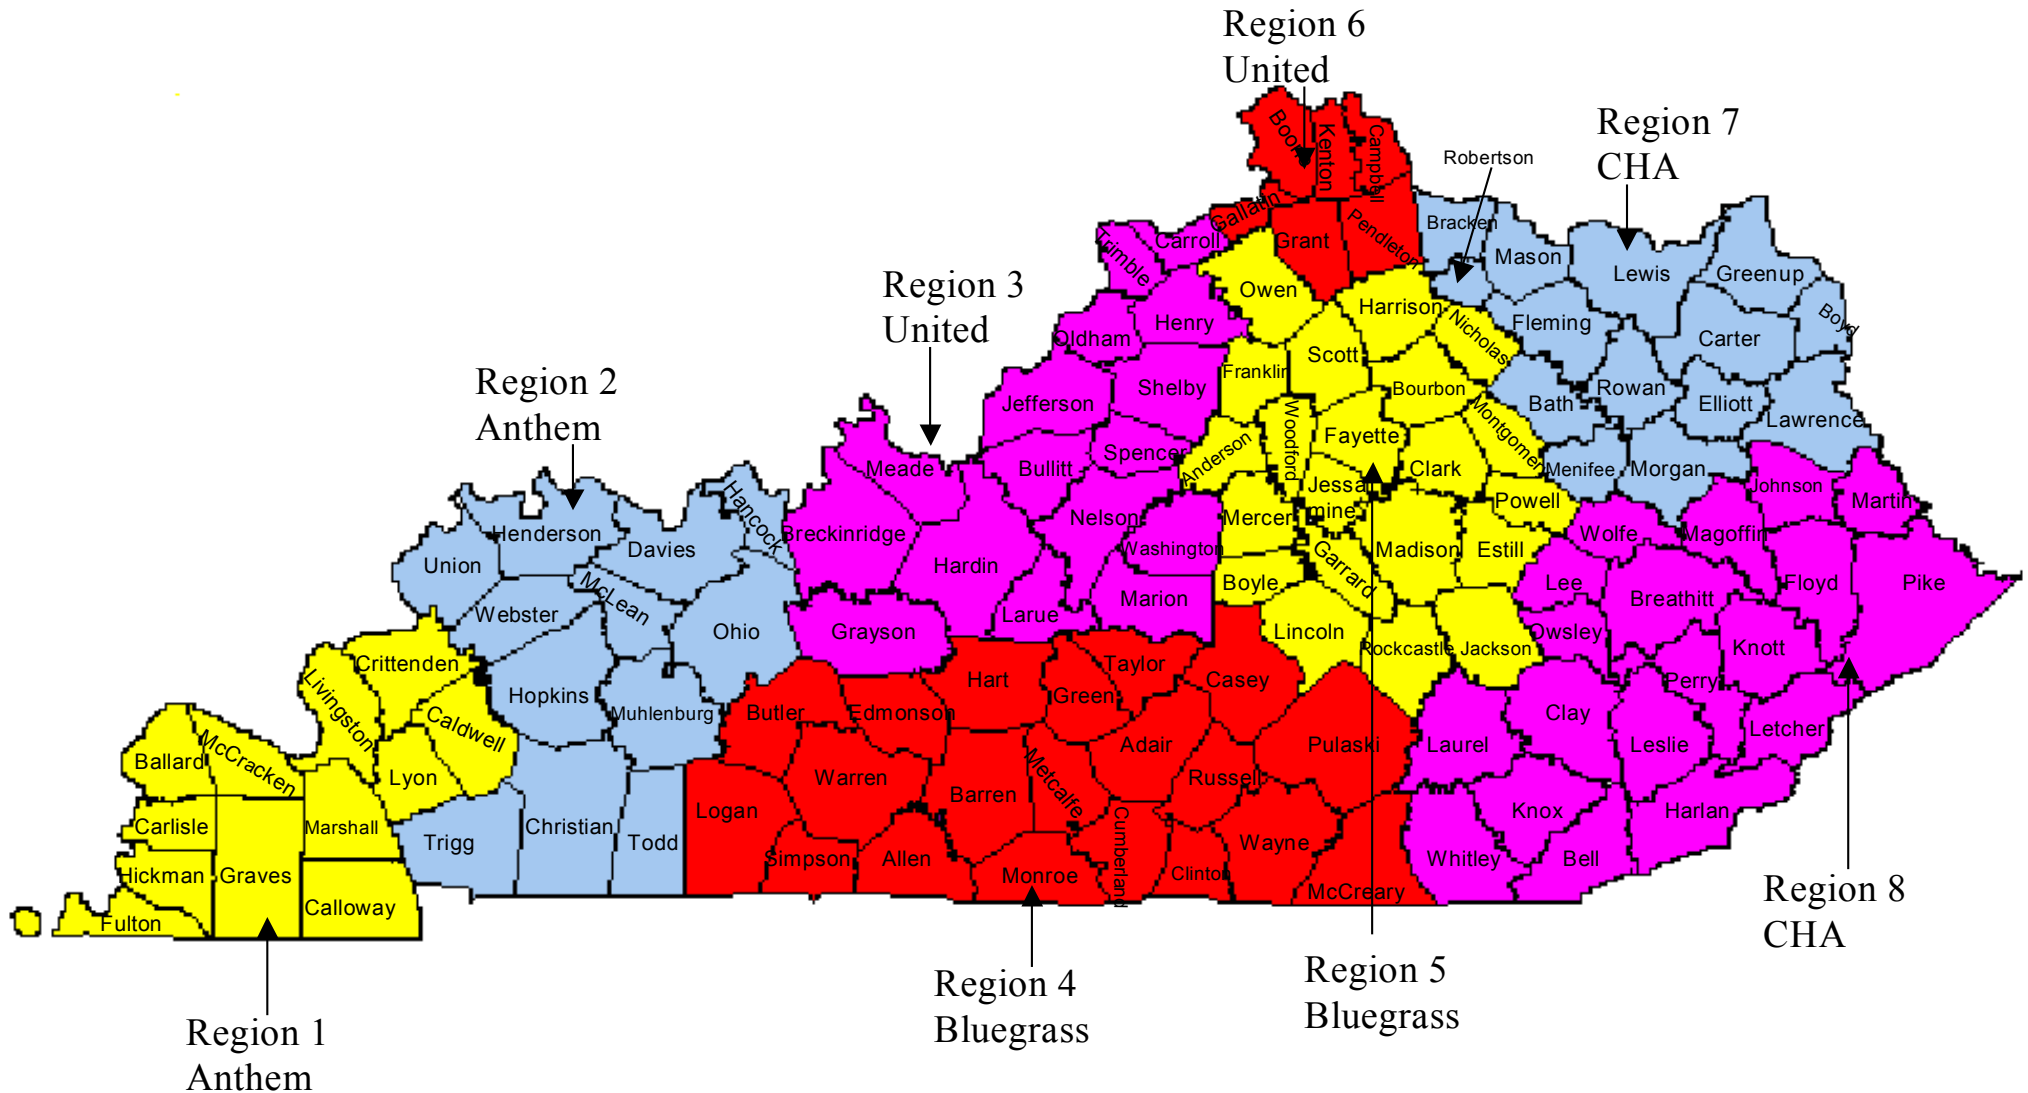 Region 6
United
Region 7
CHA
Robertson
Boone
Kenton
Campbell
Gallatin
Grant
Pendleton
Bracken
Mason
Lewis
Greenup
Trimble
Carroll
Owen
Harrison
Nicholas
Fleming
Carter
Boyd
Region 3
United
Oldham
Henry
Scott
Franklin
Shelby
Jefferson
Bourbon
Bath
Rowan
Elliott
Lawrence
Region 2
Anthem
Woodford
Fayette
Montgomery
Meade
Bullitt
Spencer
Anderson
Clark
Menifee
Morgan
Johnson
Martin
Jessa
mine
Powell
Hancock
Henderson
Davies
Breckinridge
Nelson
Washington
Mercer
Madison
Estill
Wolfe
Magoffin
Union
Hardin
Garrard
Boyle
Lee
Floyd
Pike
McLean
Webster
Larue
Marion
Breathitt
Ohio
Grayson
Lincoln
Rockcastle
Jackson
Owsley
Knott
Crittenden
Livingston
Hopkins
Hart
Taylor
Green
Casey
Perry
Caldwell
Muhlenburg
Butler
Edmonson
Clay
Letcher
McCracken
Ballard
Lyon
Adair
Pulaski
Laurel
Leslie
Warren
Metcalfe
Russell
Logan
Barren
Knox
Harlan
Carlisle
Marshall
Trigg
Christian
Todd
Simpson
Allen
Cumberland
Wayne
Whitley
Bell
Hickman
Graves
Monroe
Clinton
McCreary
Calloway
Fulton
Region 8
CHA
Region 4
Bluegrass
Region 5
Bluegrass
Region 1
Anthem